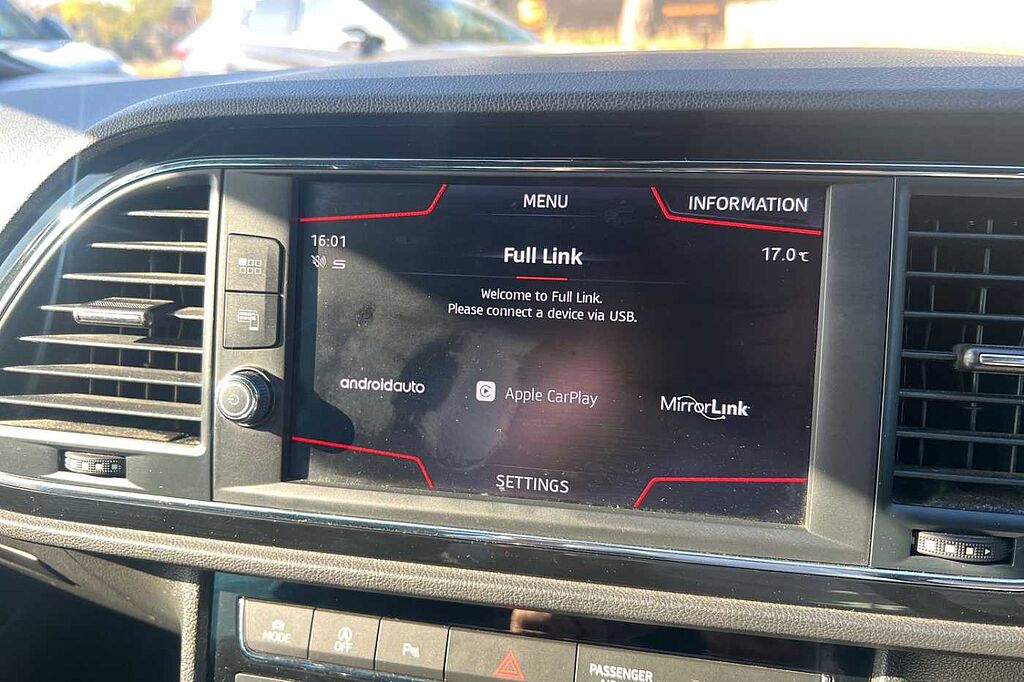 MENU
INFORMATION
16:01
Full Link
17.0°C
Welcome to Full Link.
Please connect a device via USB.
androidauto
Apple CarPlay
MirrorLink
SETTINGS
MODE
A
OFF
P
PASSENGER